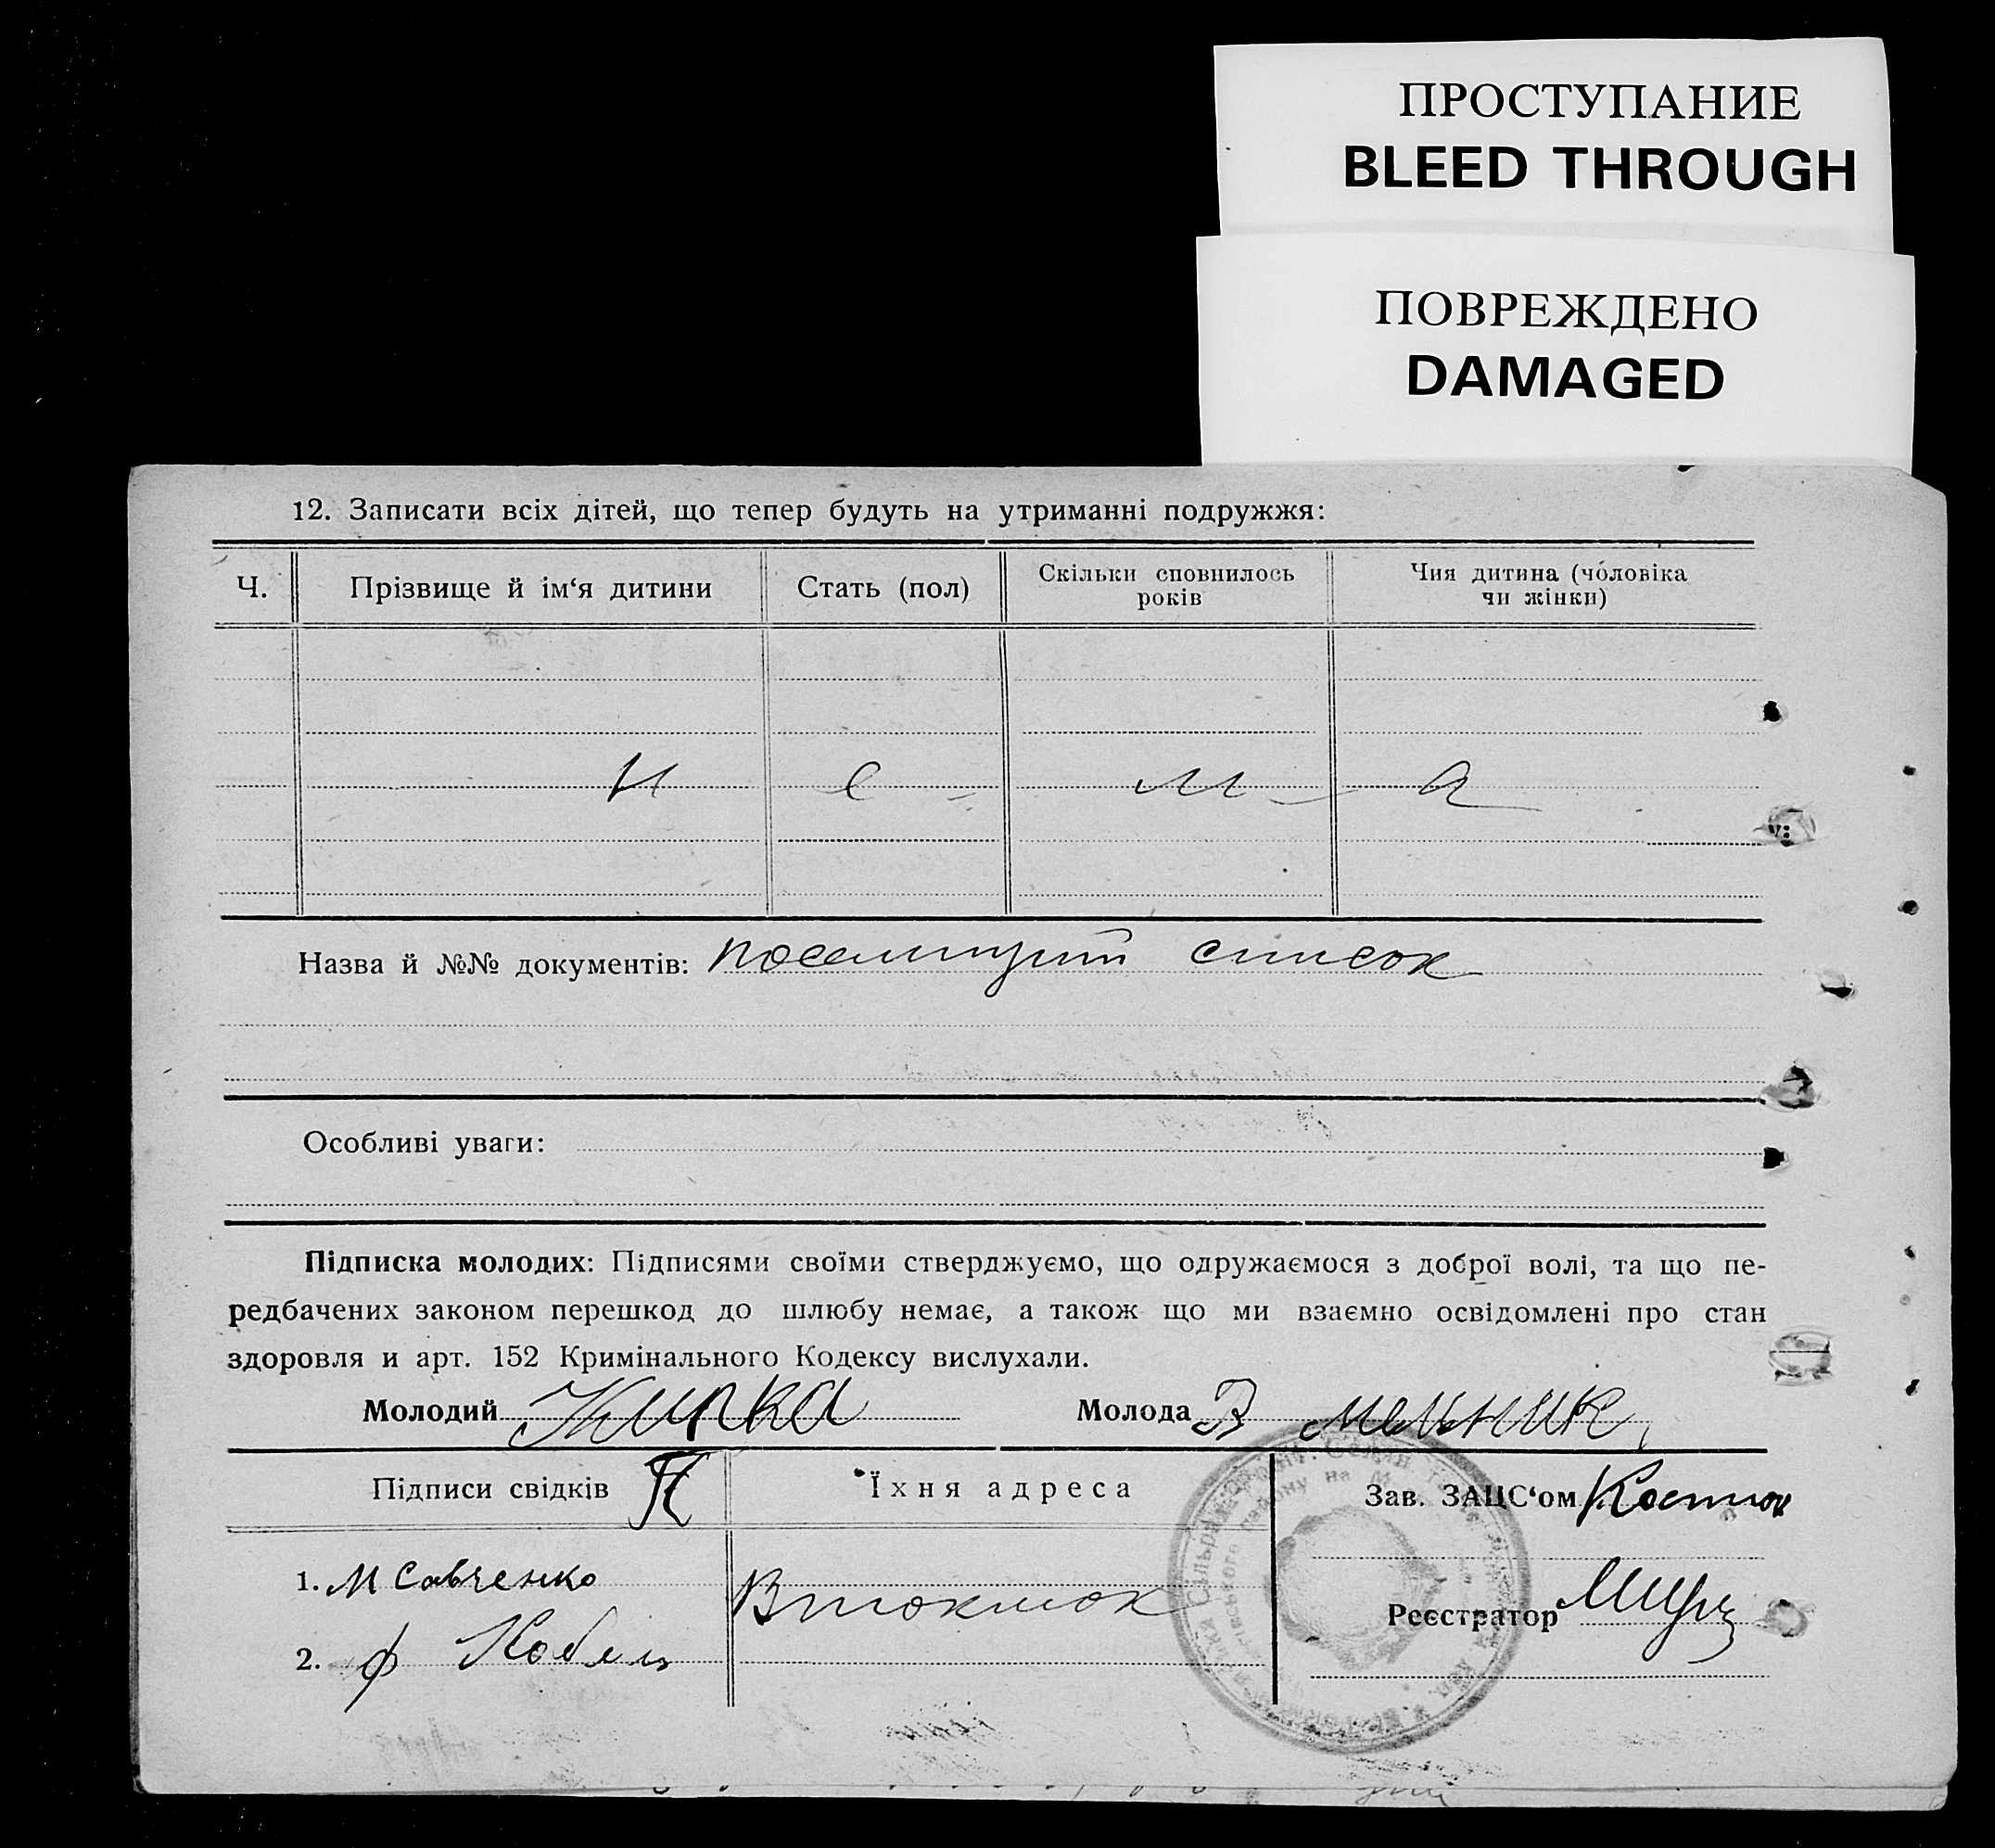 ПРОСТУПАНИЕ
BLEED THROUGH
ПОВРЕЖДЕНО
DAMAGED
12. Записати всіх дітей, що тепер будуть на утриманні подружжя:
Ч. Прізвище й ім‘я дитини Стать (пол) Скільки сповнилось років Чия дитина (чоловіка чи жінки)
н е м а
Назва й №№ документів: посемиущий список
Особливі уваги:
Підписка молодих: Підписями своїми стверджуємо, що одружаємося з доброї волі, та що пе-
редбачених законом перешкод до шлюбу немає, а також що ми взаємно освідомлені про стан
здоровля и арт. 152 Кримінального Кодексу вислухали.
Молодий Молода В мельник
Підписи свідків Їхня адреса Зав. ЗАЦС‘ом Костюк
1. М Савченко
2. ф Кобель
Реєстратор